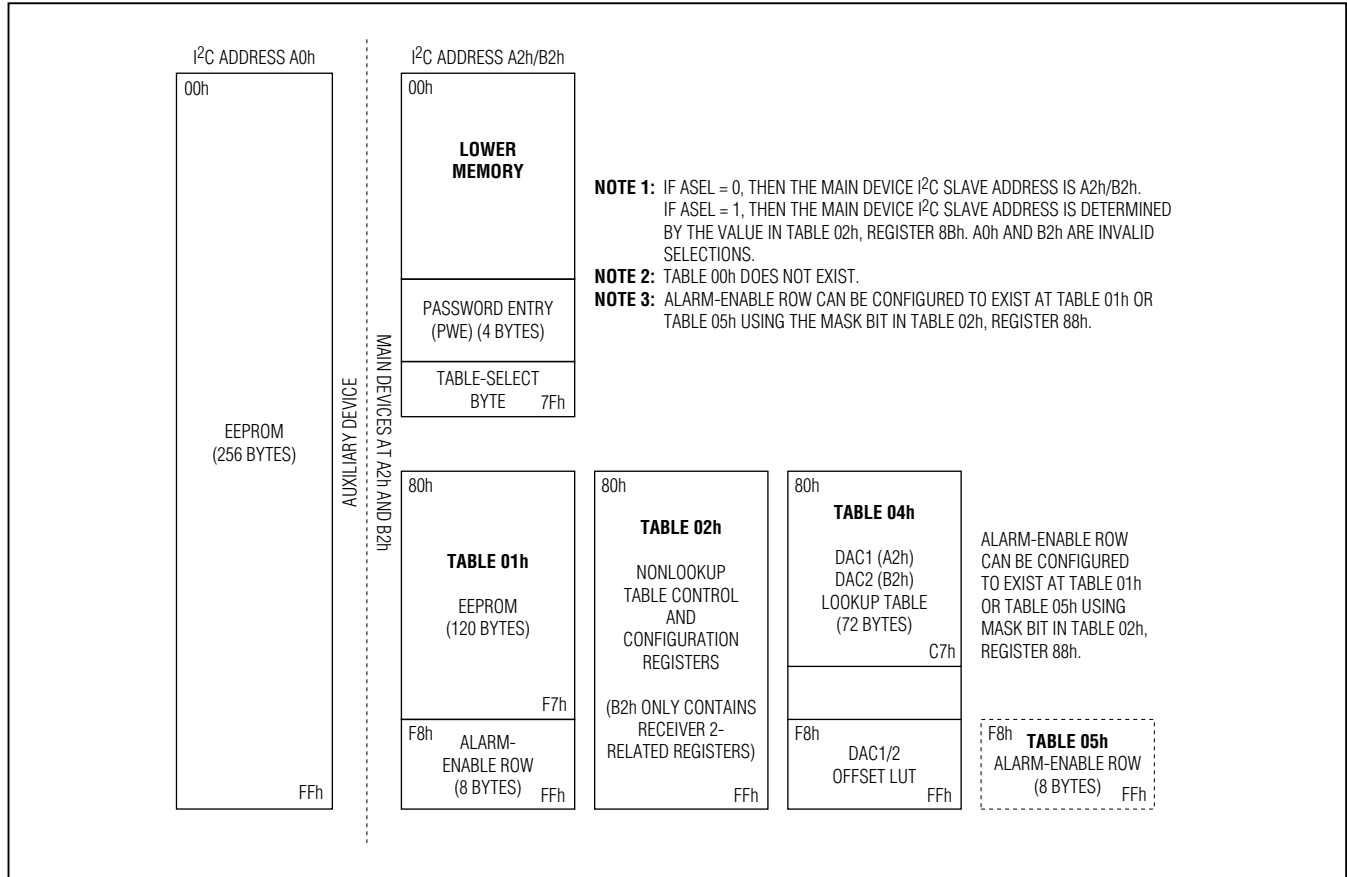 I2C ADDRESS A0h
00h
EEPROM
(256 BYTES)
FFh
AUXILIARY DEVICE
MAIN DEVICES AT A2h AND B2h
I2C ADDRESS A2h/B2h
00h
LOWER
MEMORY
PASSWORD ENTRY
(PWE) (4 BYTES)
TABLE-SELECT
BYTE
7Fh
NOTE 1: IF ASEL = 0, THEN THE MAIN DEVICE I2C SLAVE ADDRESS IS A2h/B2h.
IF ASEL = 1, THEN THE MAIN DEVICE I2C SLAVE ADDRESS IS DETERMINED
BY THE VALUE IN TABLE 02h, REGISTER 8Bh. A0h AND B2h ARE INVALID
SELECTIONS.
NOTE 2: TABLE 00h DOES NOT EXIST.
NOTE 3: ALARM-ENABLE ROW CAN BE CONFIGURED TO EXIST AT TABLE 01h OR
TABLE 05h USING THE MASK BIT IN TABLE 02h, REGISTER 88h.
80h
TABLE 01h
EEPROM
(120 BYTES)
F7h
F8h
ALARM-
ENABLE ROW
(8 BYTES)
FFh
80h
TABLE 02h
NONLOOKUP
TABLE CONTROL
AND
CONFIGURATION
REGISTERS
(B2h ONLY CONTAINS
RECEIVER 2-
RELATED REGISTERS)
FFh
80h
TABLE 04h
DAC1 (A2h)
DAC2 (B2h)
LOOKUP TABLE
(72 BYTES)
C7h
F8h
DAC1/2
OFFSET LUT
FFh
ALARM-ENABLE ROW
CAN BE CONFIGURED
TO EXIST AT TABLE 01h
OR TABLE 05h USING
MASK BIT IN TABLE 02h,
REGISTER 88h.
F8h
TABLE 05h
ALARM-ENABLE ROW
(8 BYTES)
FFh